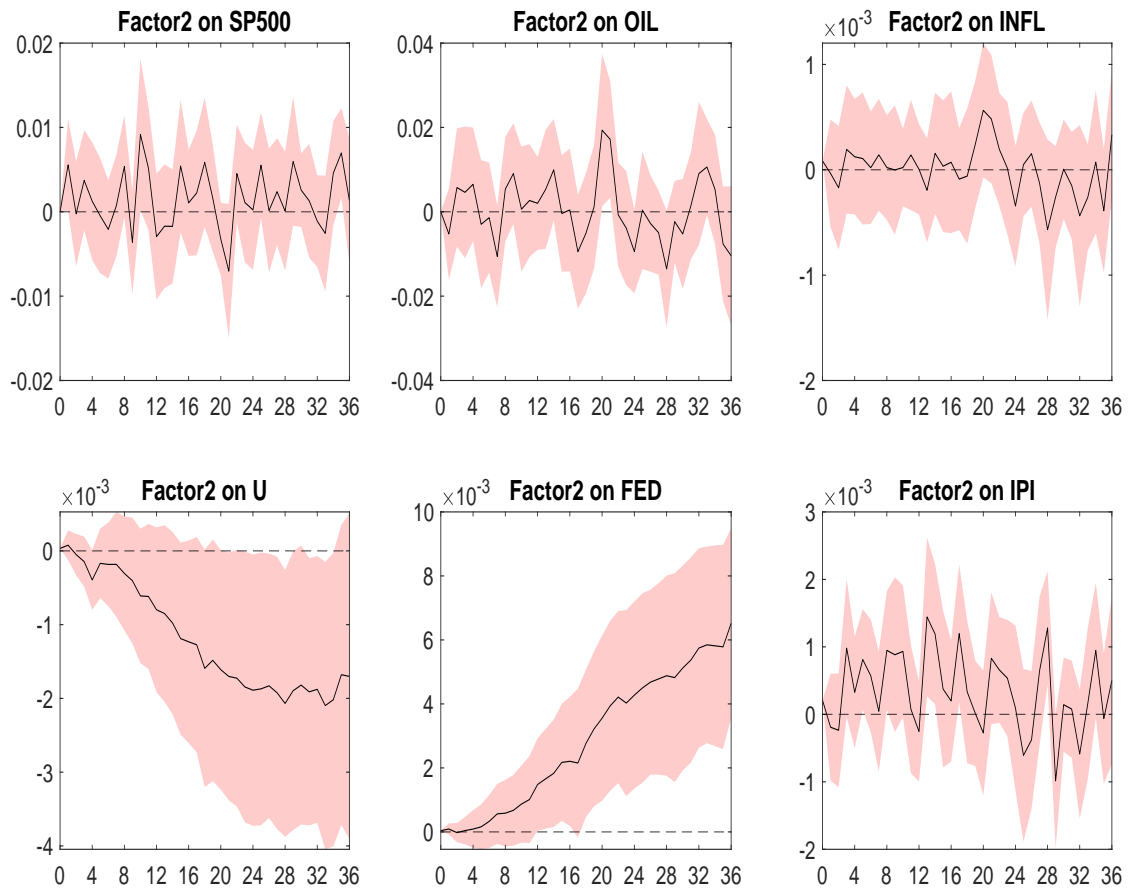 Factor2 on SP500
0.02
0.01
0
-0.01
-0.02
0 4 8 12 16 20 24 28 32 36
Factor2 on OIL
0.04
0.02
0
-0.02
-0.04
0 4 8 12 16 20 24 28 32 36
×10⁻³ Factor2 on INFL
1
0
-1
-2
0 4 8 12 16 20 24 28 32 36
×10⁻³ Factor2 on U
0
-1
-2
-3
-4
0 4 8 12 16 20 24 28 32 36
×10⁻³ Factor2 on FED
10
8
6
4
2
0
0 4 8 12 16 20 24 28 32 36
×10⁻³ Factor2 on IPI
3
2
1
0
-1
-2
0 4 8 12 16 20 24 28 32 36